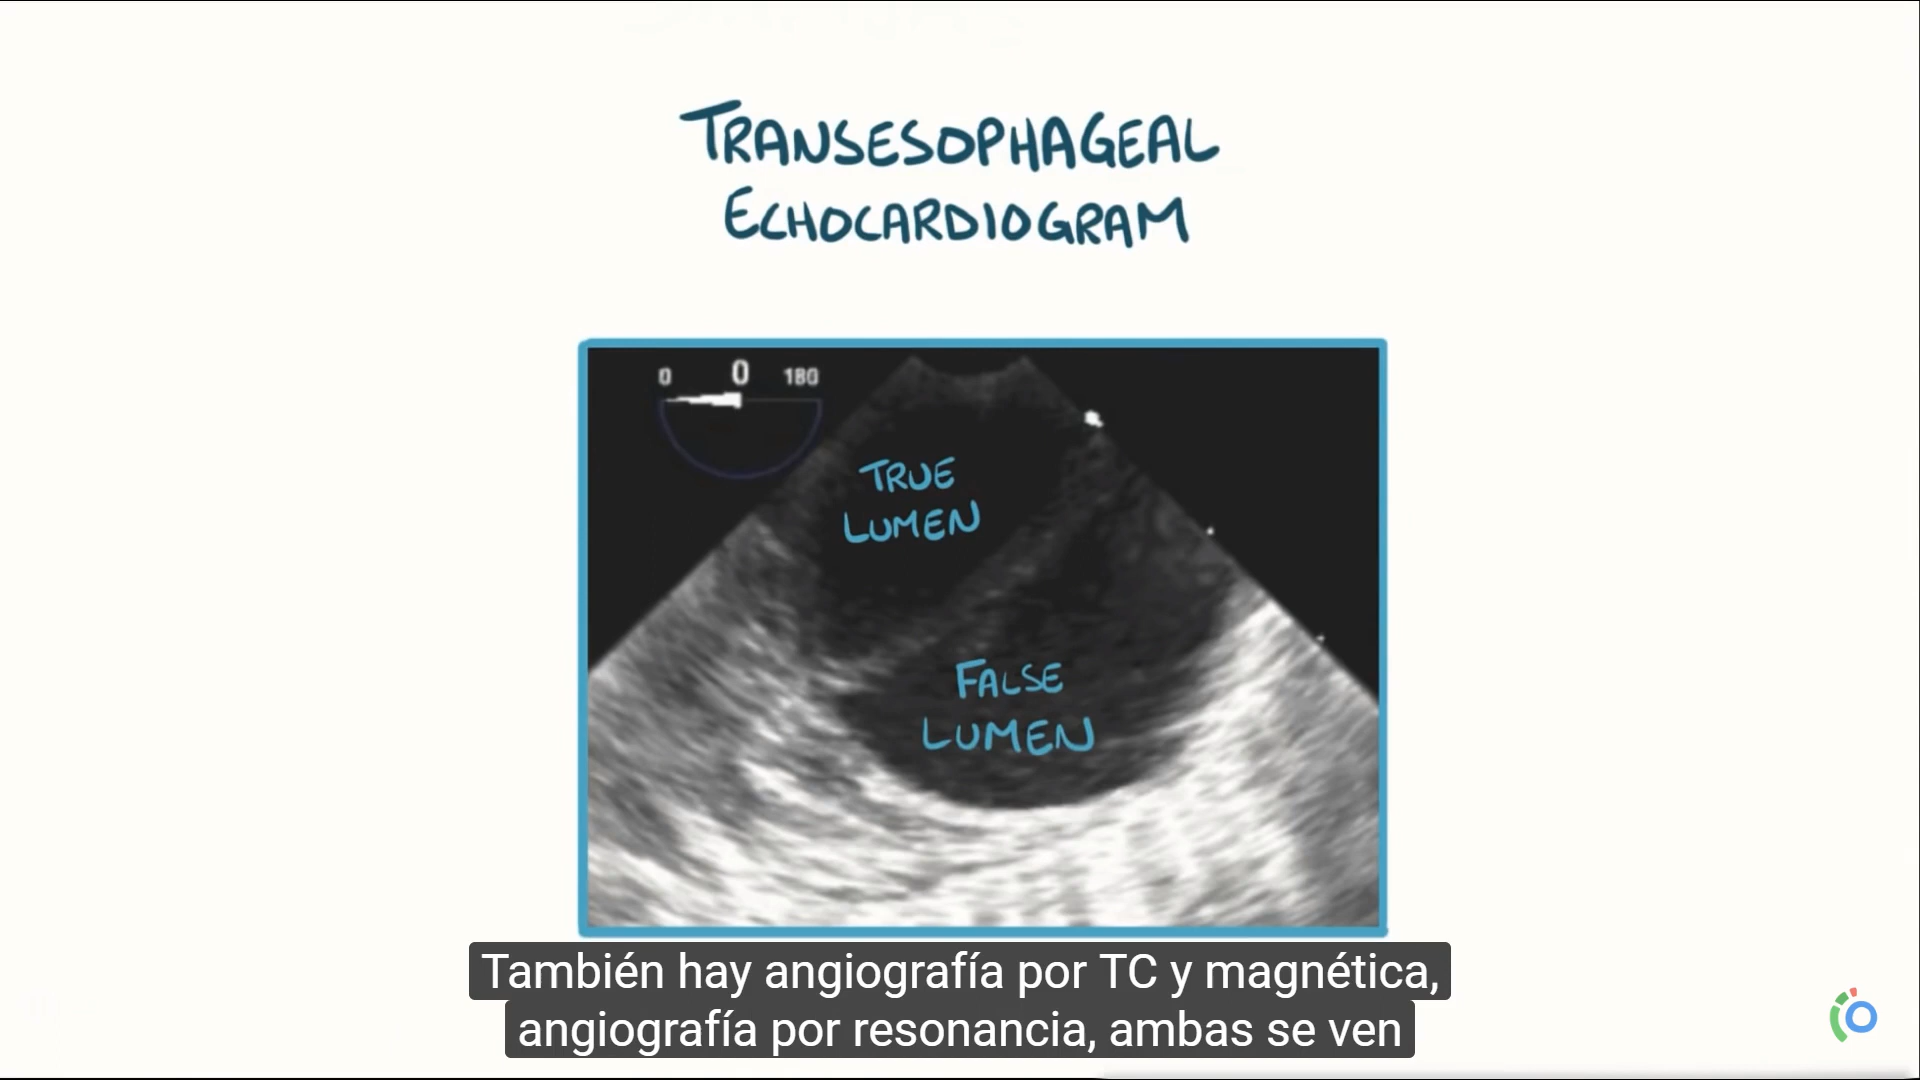 TRANSESOPHAGEAL
ECHOCARDIOGRAM
0 0 180
TRUE
LUMEN
FALSE
LUMEN
También hay angiografía por TC y magnética,
angiografía por resonancia, ambas se ven